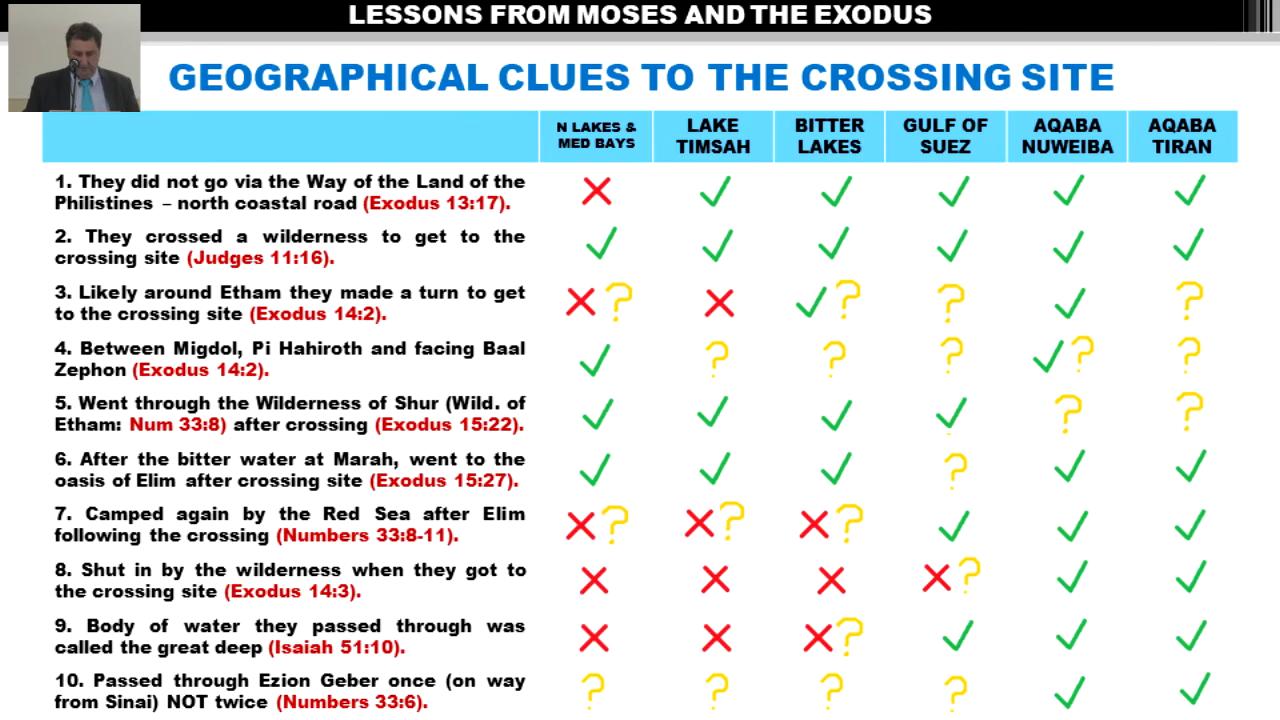 LESSONS FROM MOSES AND THE EXODUS
GEOGRAPHICAL CLUES TO THE CROSSING SITE
N LAKES &
MED BAYS
LAKE
TIMSAH
BITTER
LAKES
GULF OF
SUEZ
AQABA
NUWEIBA
AQABA
TIRAN
1. They did not go via the Way of the Land of the
Philistines – north coastal road (Exodus 13:17).
✗ ✓ ✓ ✓ ✓ ✓
2. They crossed a wilderness to get to the
crossing site (Judges 11:16).
✓ ✓ ✓ ✓ ✓ ✓
3. Likely around Etham they made a turn to get
to the crossing site (Exodus 14:2).
✗? ✗ ✓? ? ✓ ?
4. Between Migdol, Pi Hahiroth and facing Baal
Zephon (Exodus 14:2).
✓ ? ? ? ✓? ?
5. Went through the Wilderness of Shur (Wild. of
Etham: Num 33:8) after crossing (Exodus 15:22).
✓ ✓ ✓ ✓ ? ?
6. After the bitter water at Marah, went to the
oasis of Elim after crossing site (Exodus 15:27).
✓ ✓ ✓ ? ✓ ✓
7. Camped again by the Red Sea after Elim
following the crossing (Numbers 33:8-11).
✗? ✗? ✗? ✓ ✓ ✓
8. Shut in by the wilderness when they got to
the crossing site (Exodus 14:3).
✗ ✗ ✗ ✗? ✓ ✓
9. Body of water they passed through was
called the great deep (Isaiah 51:10).
✗ ✗ ✗? ✓ ✓ ✓
10. Passed through Ezion Geber once (on way
from Sinai) NOT twice (Numbers 33:6).
? ? ? ? ✓ ✓